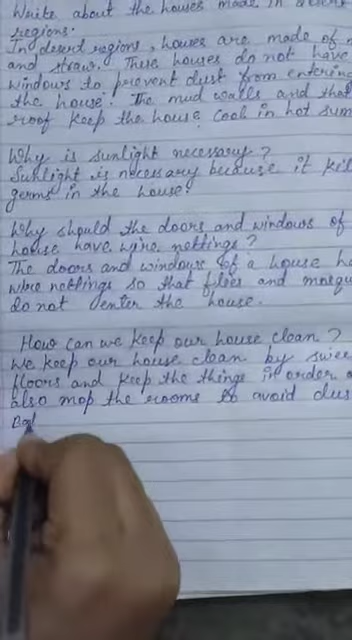 Write about the houses made in desert
regions.
In desert regions, houses are made of
and straw. These houses do not have
windows to prevent dust from entering
the house. The mud walls and that
roof keep the house cool in hot sum
Why is sunlight necessary?
Sunlight is necessary because it kil
germs in the house.
Why should the doors and windows of
house have wire nettings?
The doors and windows of a house ha
wire nettings so that flies and mosqu
do not enter the house.
How can we keep our house clean?
We keep our house clean by swee
floors and keep the things in order a
also mop the rooms to avoid dus